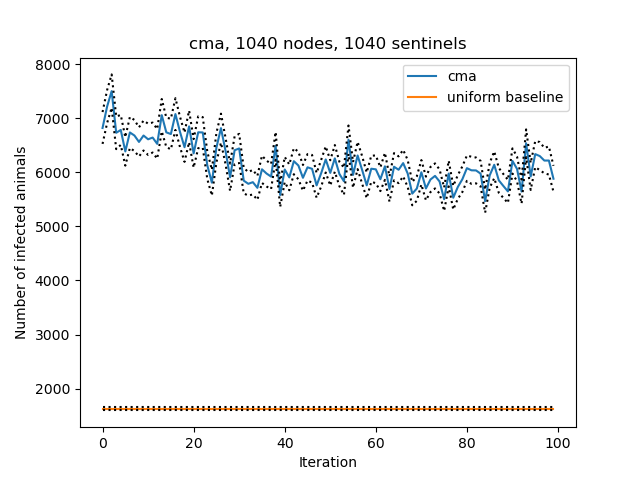 cma, 1040 nodes, 1040 sentinels
cma
uniform baseline
8000
7000
6000
5000
4000
3000
2000
Number of infected animals
0 20 40 60 80 100
Iteration